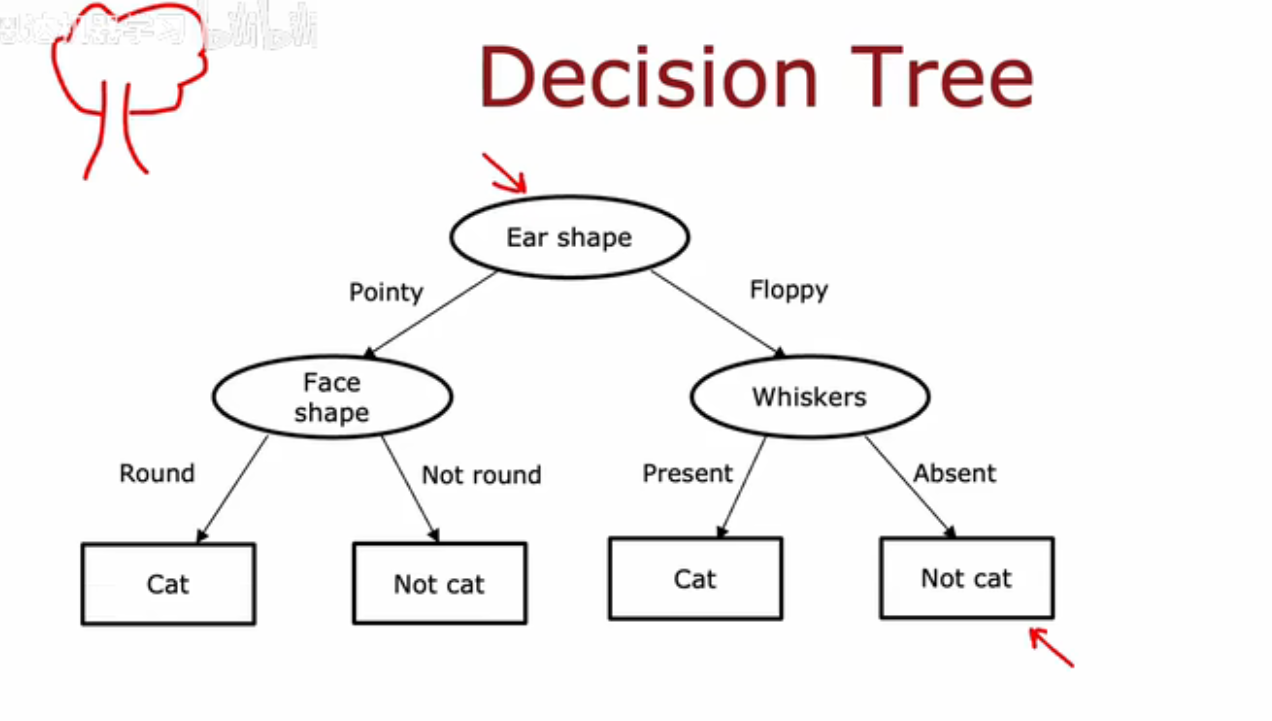 Decision Tree
Ear shape
Pointy
Floppy
Face
shape
Whiskers
Round
Not round
Present
Absent
Cat
Not cat
Cat
Not cat